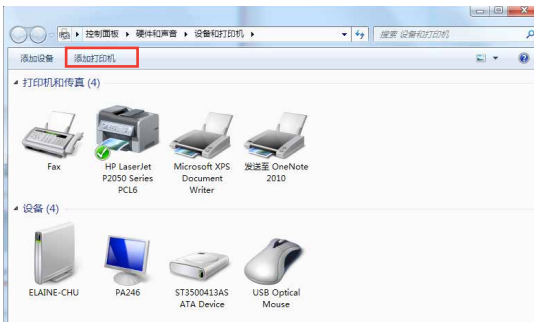 控制面板 ▸ 硬件和声音 ▸ 设备和打印机 ▸
搜索 设备和打印机
添加设备 添加打印机
打印机和传真 (4)
Fax
HP LaserJet
P2050 Series
PCL6
Microsoft XPS
Document
Writer
发送至 OneNote
2010
设备 (4)
ELAINE-CHU
PA246
ST3500413AS
ATA Device
USB Optical
Mouse